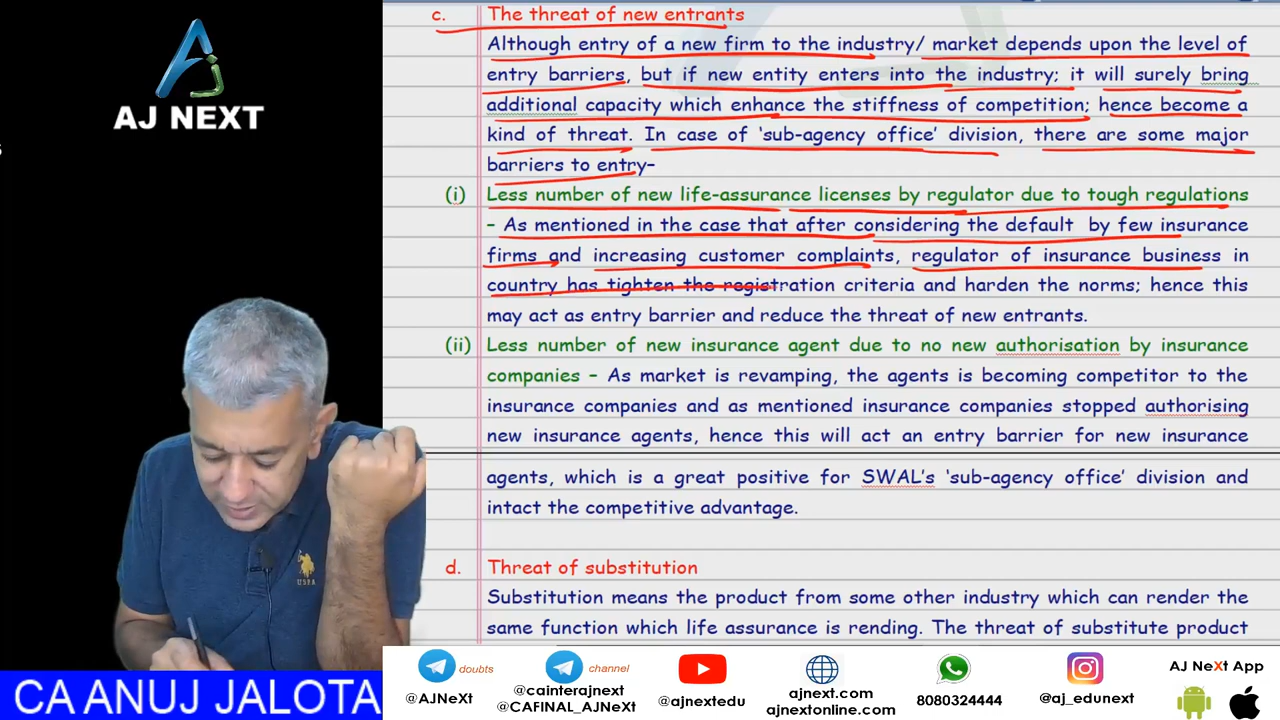 AJ NEXT
c. The threat of new entrants
Although entry of a new firm to the industry/ market depends upon the level of
entry barriers, but if new entity enters into the industry; it will surely bring
additional capacity which enhance the stiffness of competition; hence become a
kind of threat. In case of ‘sub-agency office’ division, there are some major
barriers to entry–
(i) Less number of new life-assurance licenses by regulator due to tough regulations
– As mentioned in the case that after considering the default by few insurance
firms and increasing customer complaints, regulator of insurance business in
country has tighten the registration criteria and harden the norms; hence this
may act as entry barrier and reduce the threat of new entrants.
(ii) Less number of new insurance agent due to no new authorisation by insurance
companies – As market is revamping, the agents is becoming competitor to the
insurance companies and as mentioned insurance companies stopped authorising
new insurance agents, hence this will act an entry barrier for new insurance
agents, which is a great positive for SWAL’s ‘sub-agency office’ division and
intact the competitive advantage.
d. Threat of substitution
Substitution means the product from some other industry which can render the
same function which life assurance is rending. The threat of substitute product
USPA
CA ANUJ JALOTA
doubts
@AJNeXt
channel
@cainterajnext
@CAFINAL_AJNeXt
@ajnextedu
ajnext.com
ajnextonline.com
8080324444
@aj_edunext
AJ NeXt App